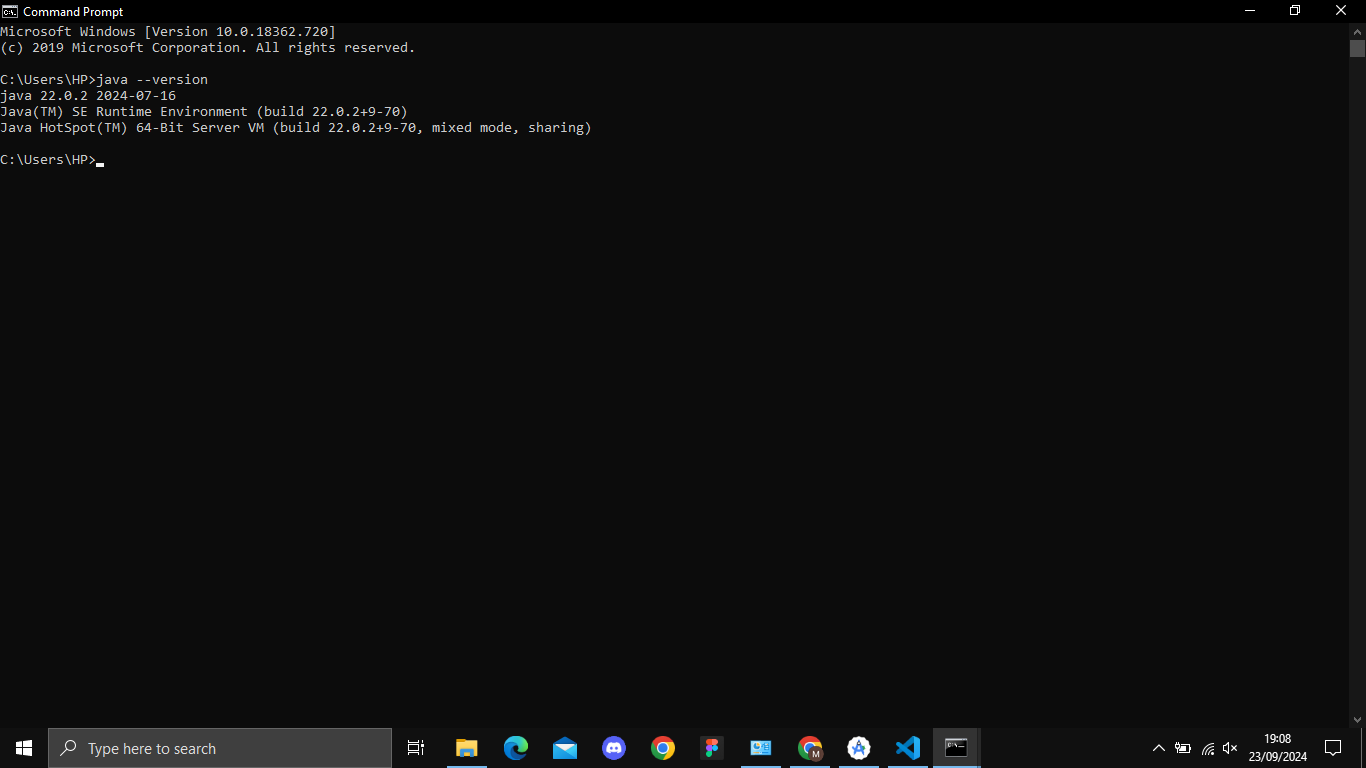 Command Prompt
Microsoft Windows [Version 10.0.18362.720]
(c) 2019 Microsoft Corporation. All rights reserved.
C:\Users\HP>java --version
java 22.0.2 2024-07-16
Java(TM) SE Runtime Environment (build 22.0.2+9-70)
Java HotSpot(TM) 64-Bit Server VM (build 22.0.2+9-70, mixed mode, sharing)
C:\Users\HP>
Type here to search
M
19:08
23/09/2024